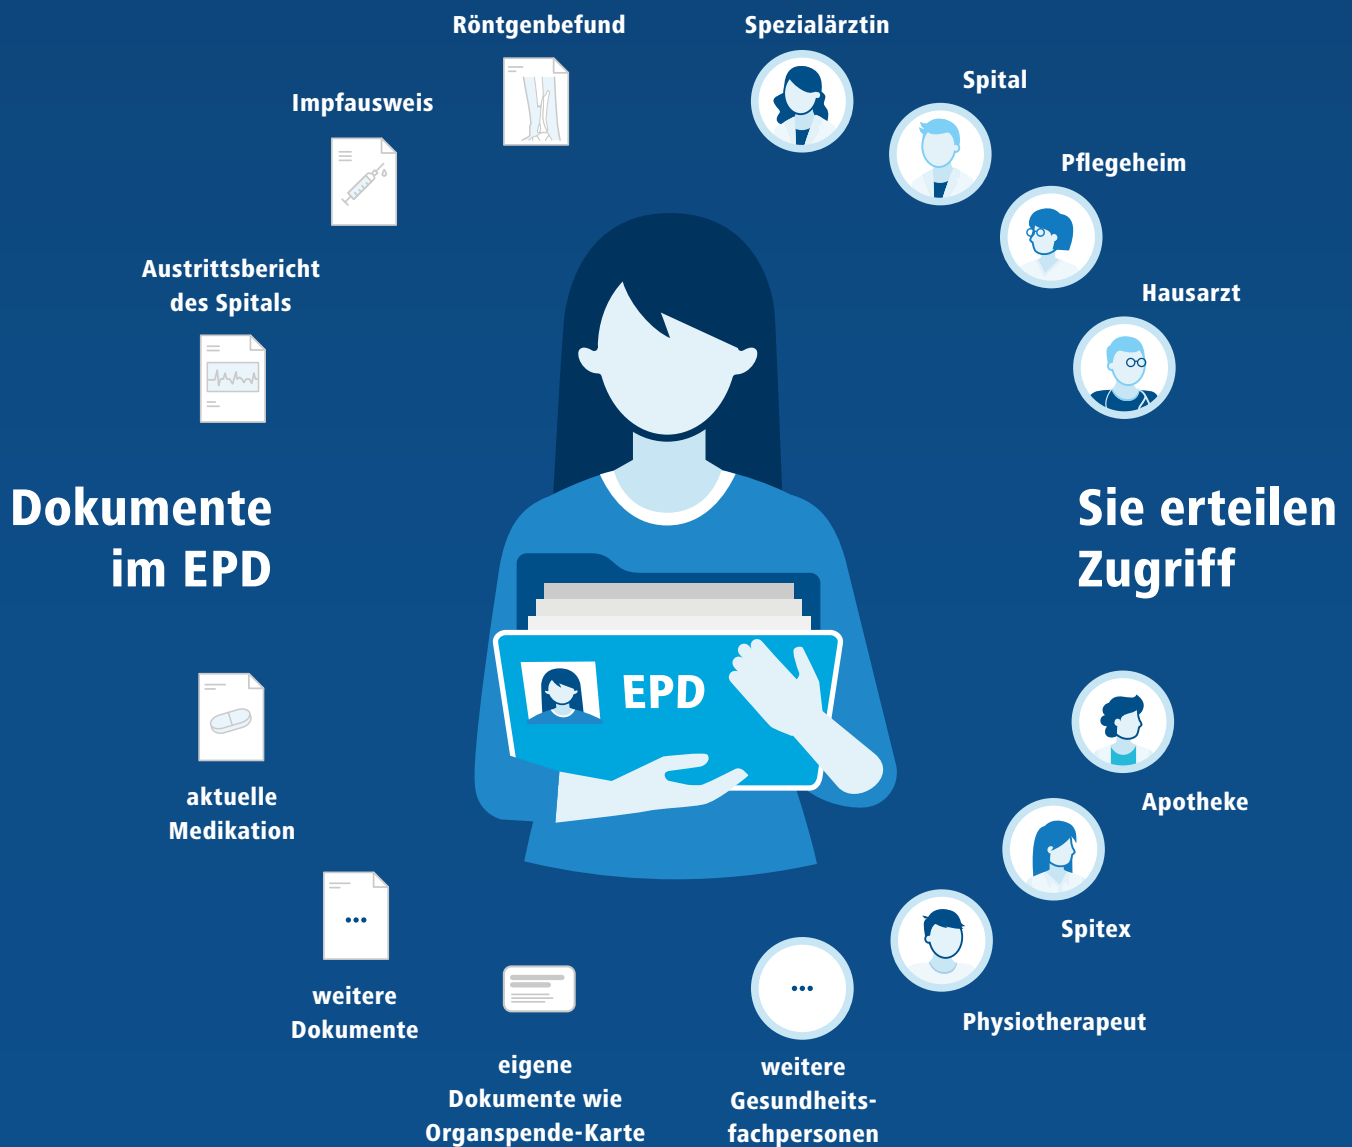 Röntgenbefund
Spezialärztin
Spital
Impfausweis
Pflegeheim
Austrittsbericht
des Spitals
Hausarzt
Dokumente
im EPD
Sie erteilen
Zugriff
EPD
aktuelle
Medikation
Apotheke
Spitex
weitere
Dokumente
Physiotherapeut
eigene
Dokumente wie
Organspende-Karte
weitere
Gesundheits-
fachpersonen